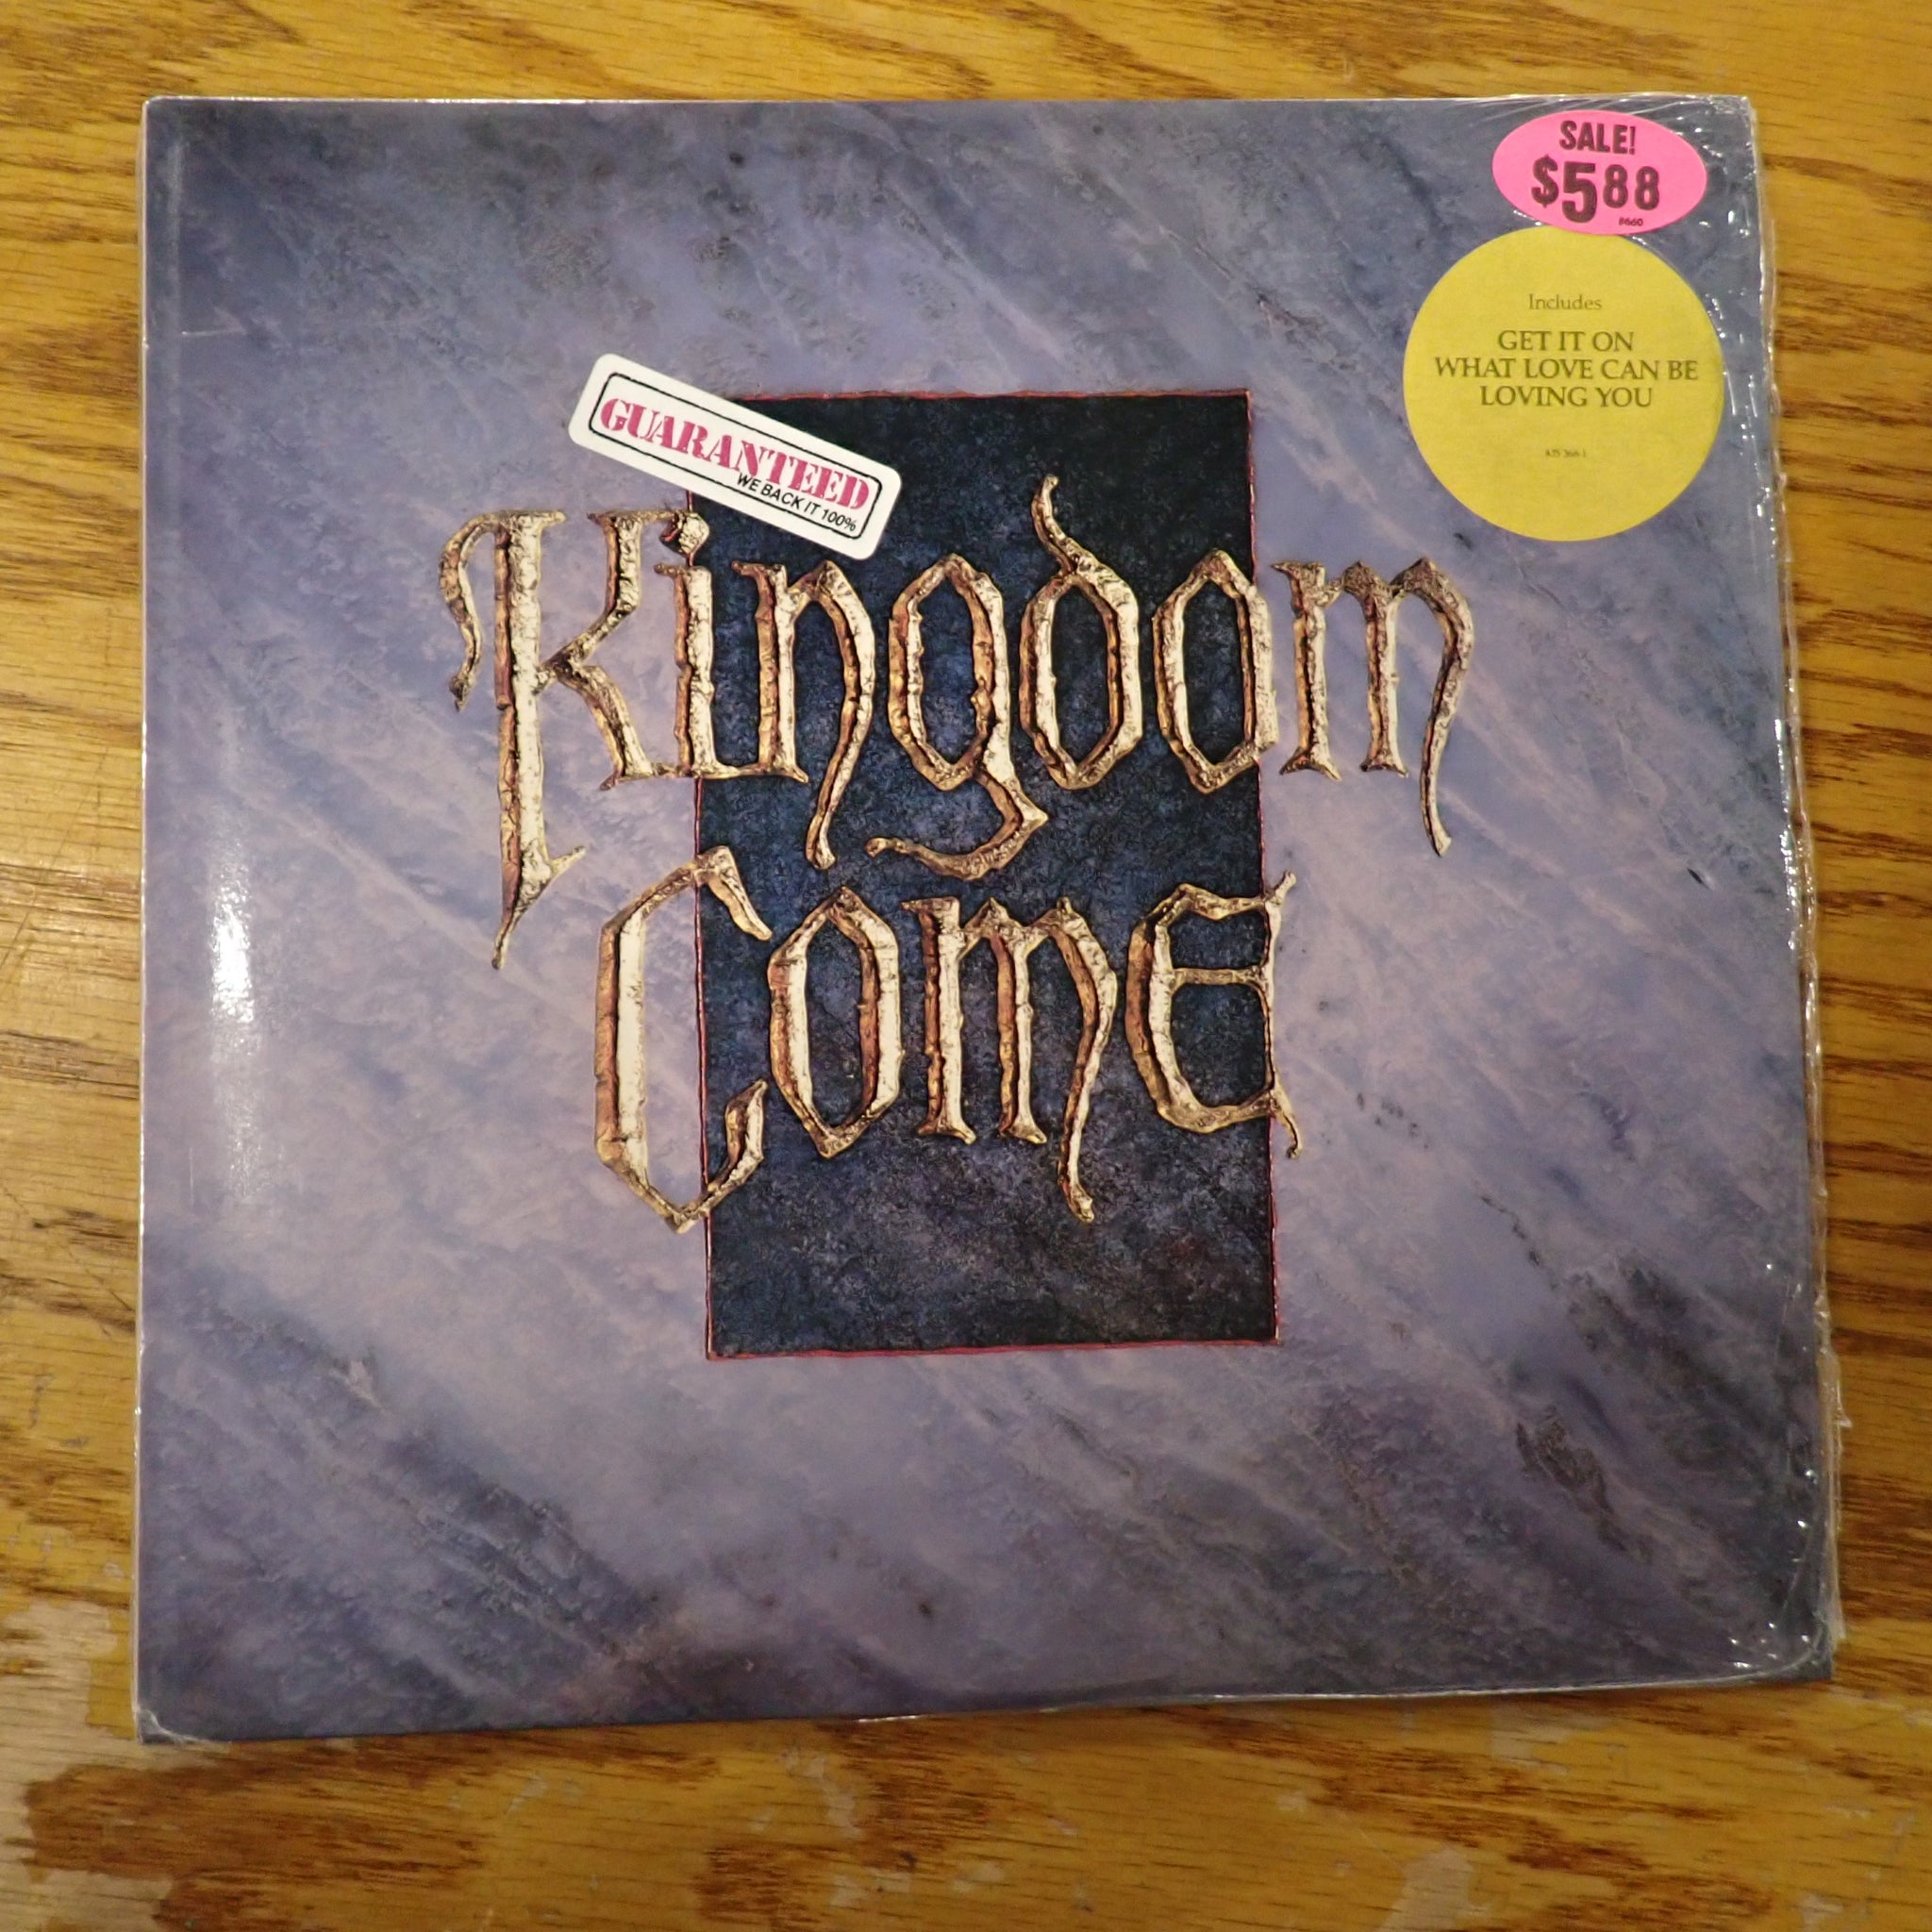 SALE!
$5.88
Includes
GET IT ON
WHAT LOVE CAN BE
LOVING YOU
GUARANTEED
WE BACK IT 100%
Kingdom
Come